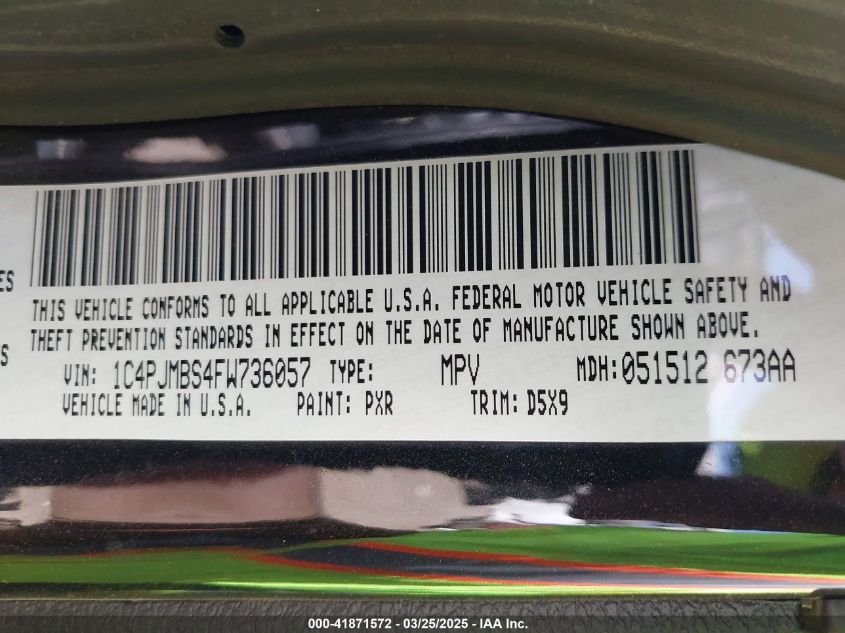 ES
THIS VEHICLE CONFORMS TO ALL APPLICABLE U.S.A. FEDERAL MOTOR VEHICLE SAFETY AND
THEFT PREVENTION STANDARDS IN EFFECT ON THE DATE OF MANUFACTURE SHOWN ABOVE.
S
VIN: 1C4PJMBS4FW736057 TYPE: MPV MDH:051512 673AA
VEHICLE MADE IN U.S.A. PAINT: PXR TRIM: D5X9
000-41871572 - 03/25/2025 - IAA Inc.